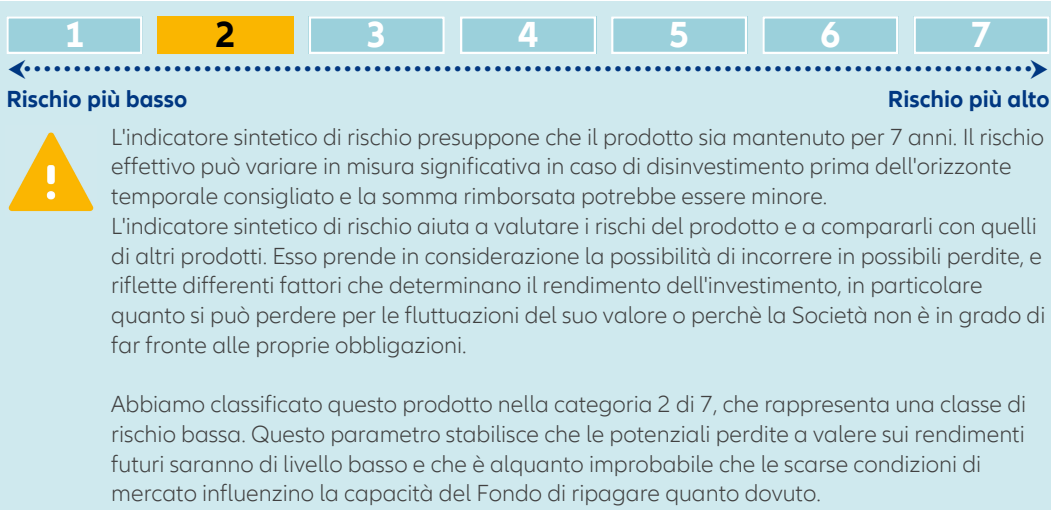 1 2 3 4 5 6 7
Rischio più basso Rischio più alto
L'indicatore sintetico di rischio presuppone che il prodotto sia mantenuto per 7 anni. Il rischio
effettivo può variare in misura significativa in caso di disinvestimento prima dell'orizzonte
temporale consigliato e la somma rimborsata potrebbe essere minore.
L'indicatore sintetico di rischio aiuta a valutare i rischi del prodotto e a compararli con quelli
di altri prodotti. Esso prende in considerazione la possibilità di incorrere in possibili perdite, e
riflette differenti fattori che determinano il rendimento dell'investimento, in particolare
quanto si può perdere per le fluttuazioni del suo valore o perchè la Società non è in grado di
far fronte alle proprie obbligazioni.
Abbiamo classificato questo prodotto nella categoria 2 di 7, che rappresenta una classe di
rischio bassa. Questo parametro stabilisce che le potenziali perdite a valere sui rendimenti
futuri saranno di livello basso e che è alquanto improbabile che le scarse condizioni di
mercato influenzino la capacità del Fondo di ripagare quanto dovuto.